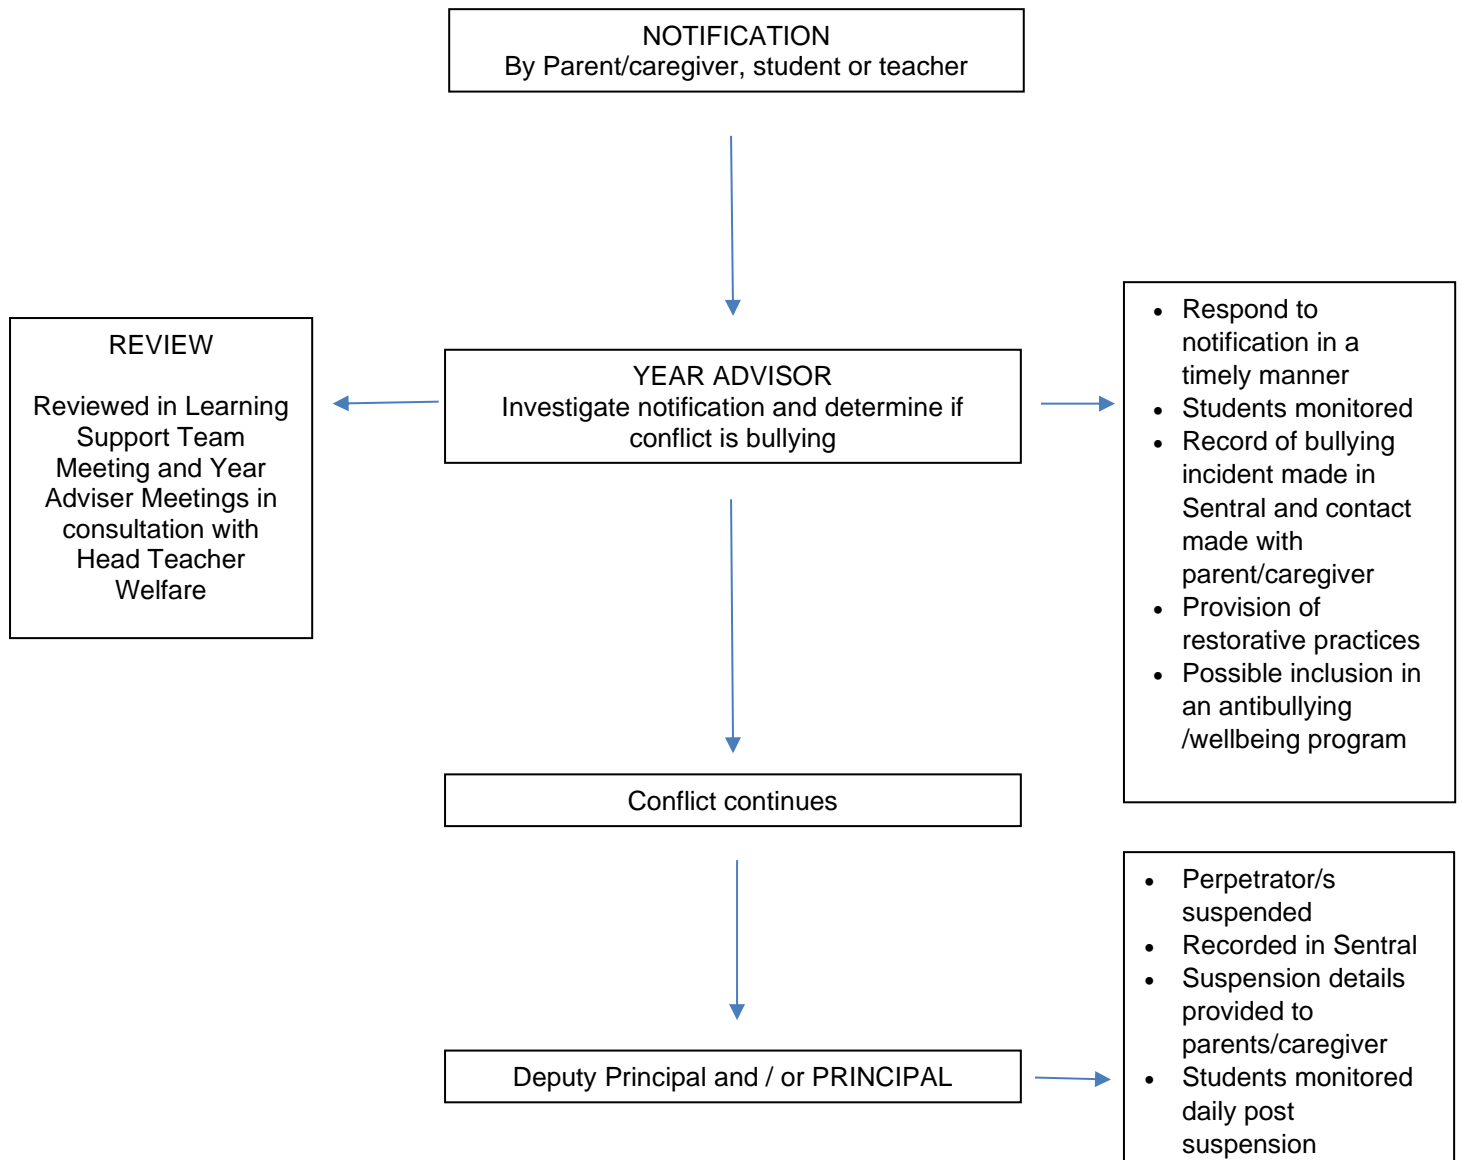 NOTIFICATION
By Parent/caregiver, student or teacher
REVIEW
Reviewed in Learning
Support Team
Meeting and Year
Adviser Meetings in
consultation with
Head Teacher
Welfare
YEAR ADVISOR
Investigate notification and determine if
conflict is bullying
• Respond to
notification in a
timely manner
• Students monitored
• Record of bullying
incident made in
Sentral and contact
made with
parent/caregiver
• Provision of
restorative practices
• Possible inclusion in
an antibullying
/wellbeing program
Conflict continues
Deputy Principal and / or PRINCIPAL
• Perpetrator/s
suspended
• Recorded in Sentral
• Suspension details
provided to
parents/caregiver
• Students monitored
daily post
suspension